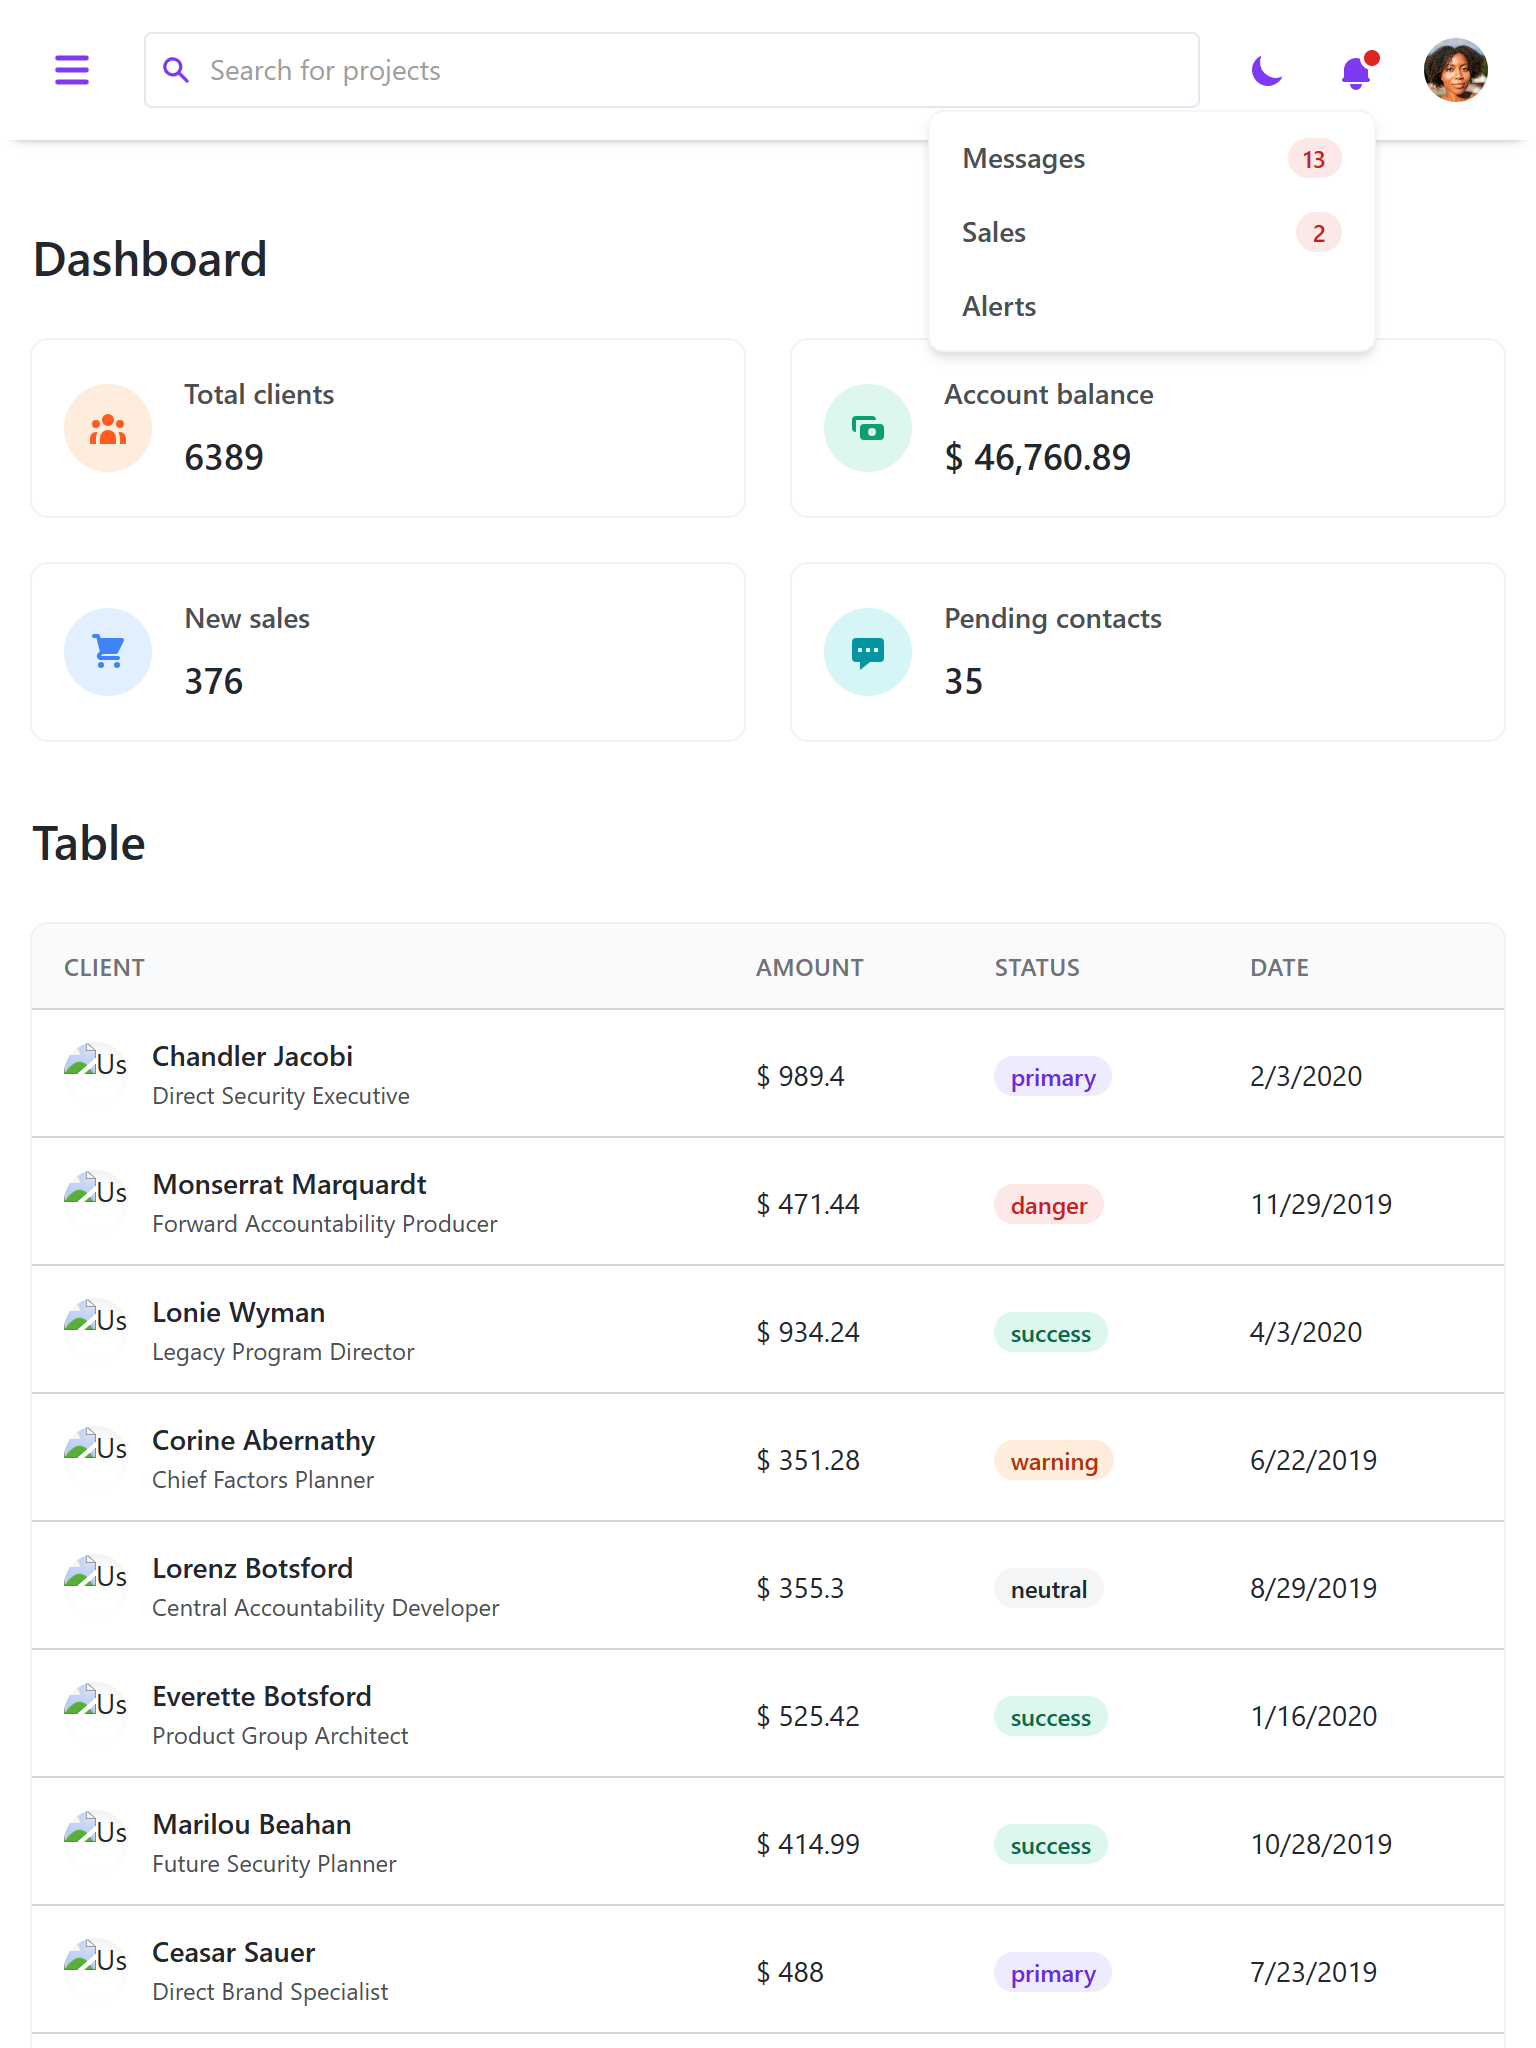 Search for projects
Messages 13
Sales 2
Alerts
Dashboard
Total clients
6389
Account balance
$ 46,760.89
New sales
376
Pending contacts
35
Table
CLIENT AMOUNT STATUS DATE
Us Chandler Jacobi
Direct Security Executive
$ 989.4 primary 2/3/2020
Us Monserrat Marquardt
Forward Accountability Producer
$ 471.44 danger 11/29/2019
Us Lonie Wyman
Legacy Program Director
$ 934.24 success 4/3/2020
Us Corine Abernathy
Chief Factors Planner
$ 351.28 warning 6/22/2019
Us Lorenz Botsford
Central Accountability Developer
$ 355.3 neutral 8/29/2019
Us Everette Botsford
Product Group Architect
$ 525.42 success 1/16/2020
Us Marilou Beahan
Future Security Planner
$ 414.99 success 10/28/2019
Us Ceasar Sauer
Direct Brand Specialist
$ 488 primary 7/23/2019